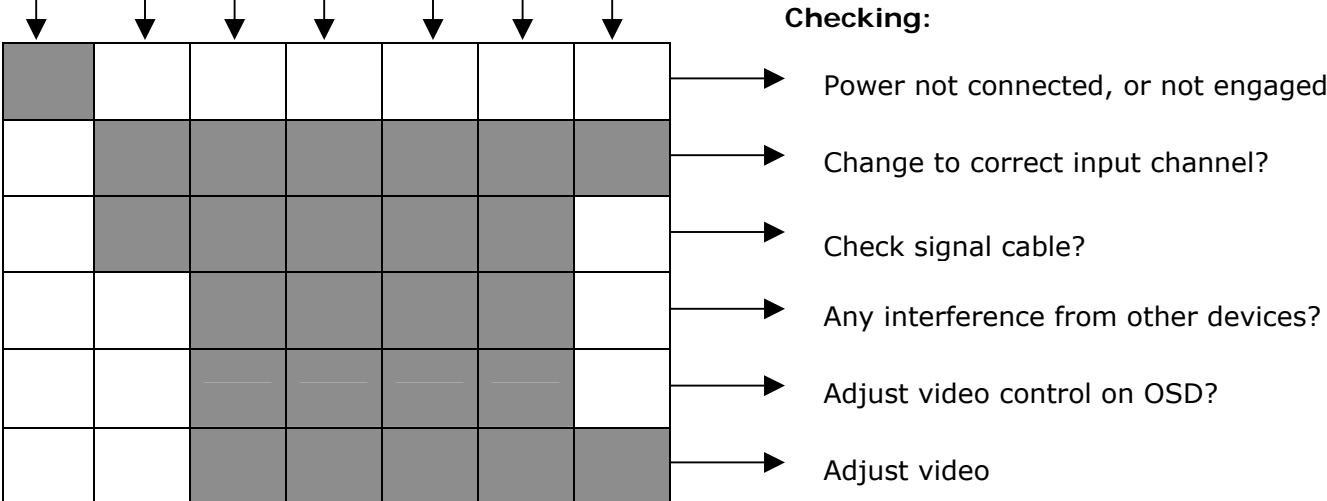 Checking:
Power not connected, or not engaged
Change to correct input channel?
Check signal cable?
Any interference from other devices?
Adjust video control on OSD?
Adjust video